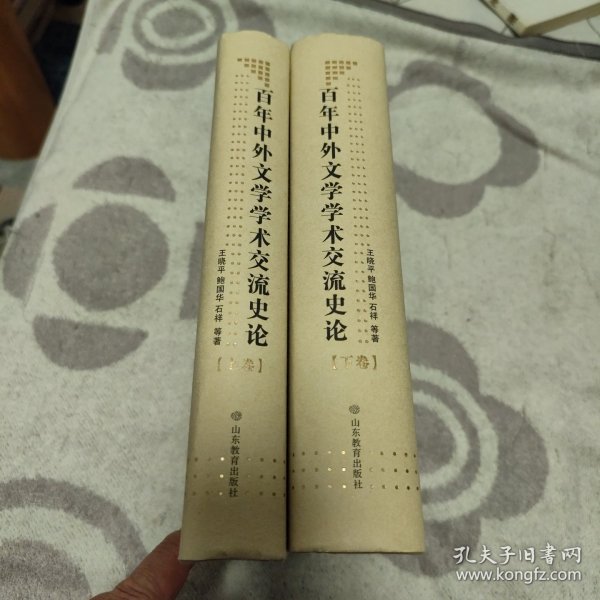 百年中外文学学术交流史论
王晓平 鲍国华 石祥 等著
【上卷】
山东教育出版社
百年中外文学学术交流史论
王晓平 鲍国华 石祥 等著
【下卷】
山东教育出版社
孔夫子旧书网
www.kongfz.com